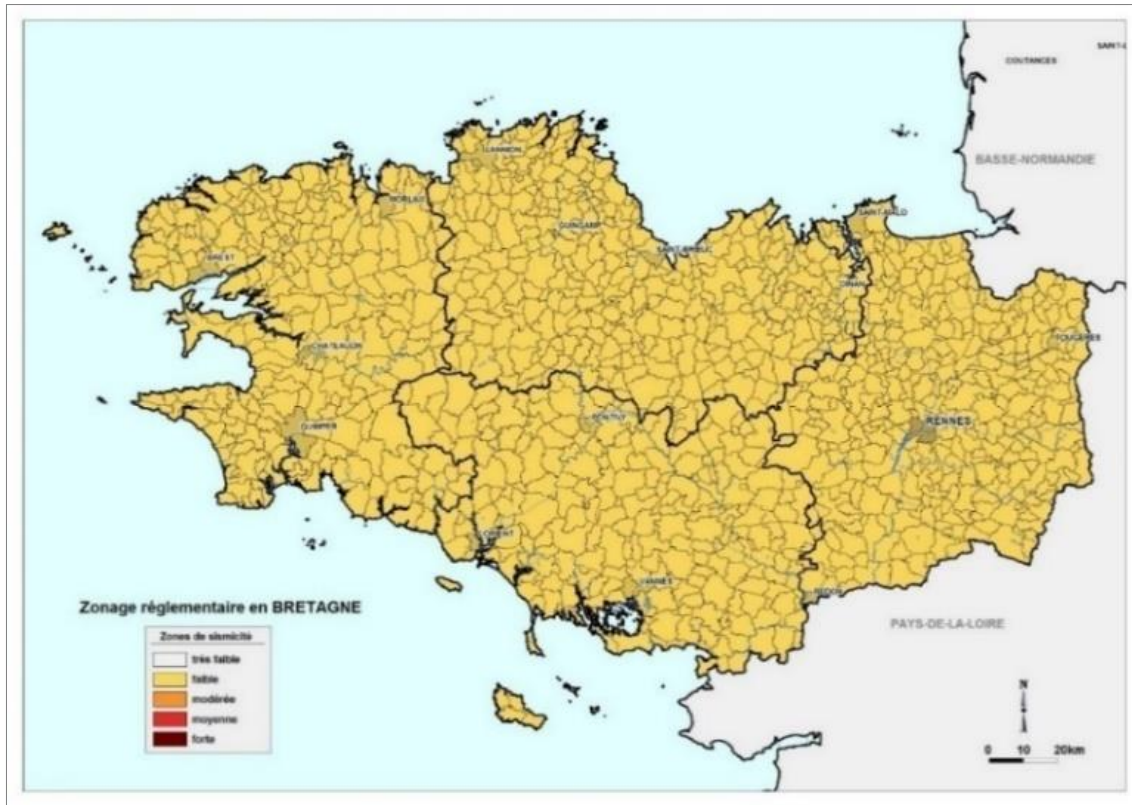 COUTANCES
SAINT-L
BASSE-NORMANDIE
LANNION
MORLAIX
SAINT-MALO
GUINGAMP
SAINT-BRIEUC
BREST
DINAN
FOUGERES
CHATEAULIN
PONTIVY
RENNES
QUIMPER
LORIENT
VANNES
REDON
Zonage réglementaire en BRETAGNE
PAYS-DE-LA-LOIRE
Zones de sismicité
très faible
faible
modérée
moyenne
forte
N
0 10 20km